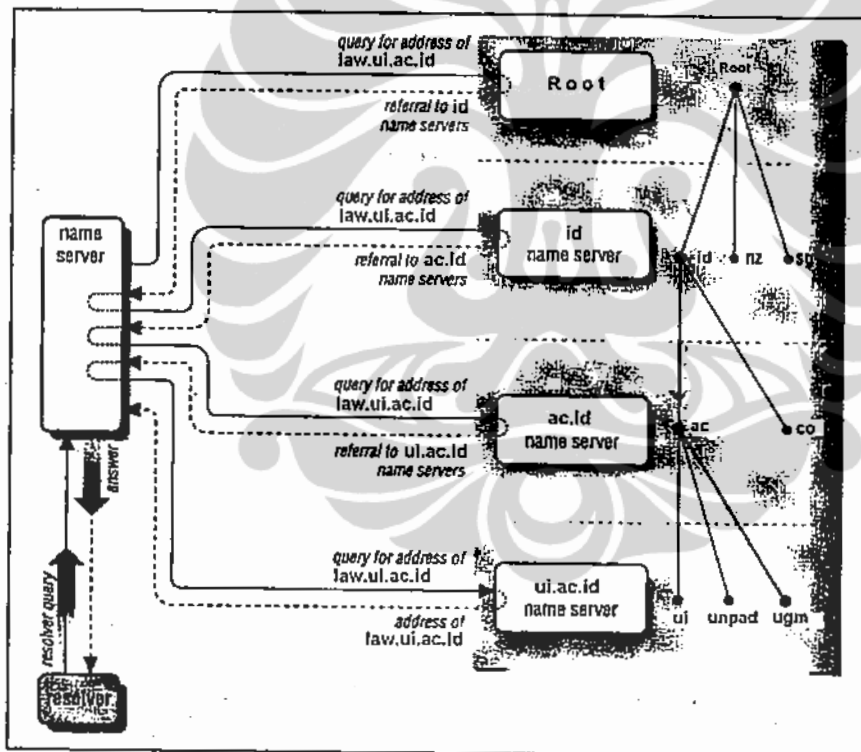 query for address of
law.ui.ac.id
Root
Root
referral to id
name servers
query for address of
law.ui.ac.id
name
server
id
name server
id
nz
referral to ac.id
name servers
query for address of
law.ui.ac.id
ac.id
name server
ac
co
referral to ui.ac.id
name servers
answer
resolver query
query for address of
law.ui.ac.id
ui.ac.id
name server
ui
unpad
ugm
address of
law.ui.ac.id
resolver